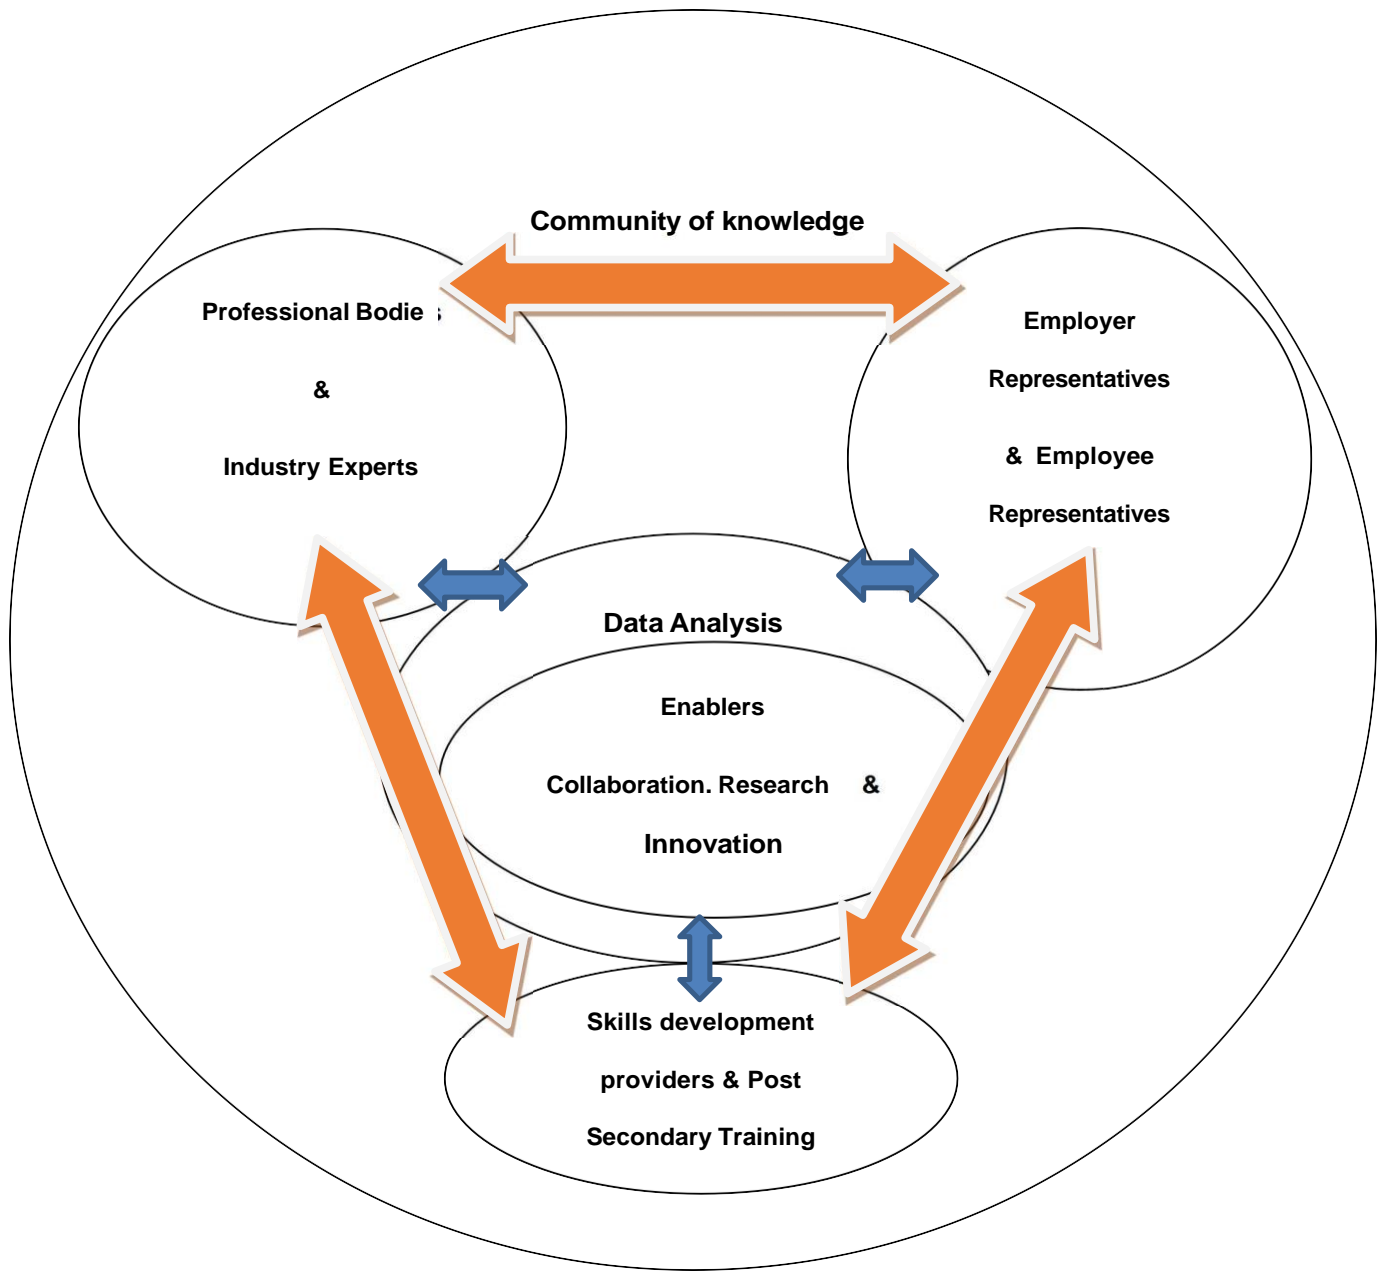 Community of knowledge
Professional Bodies
&
Industry Experts
Employer
Representatives
& Employee
Representatives
Data Analysis
Enablers
Collaboration. Research &
Innovation
Skills development
providers & Post
Secondary Training